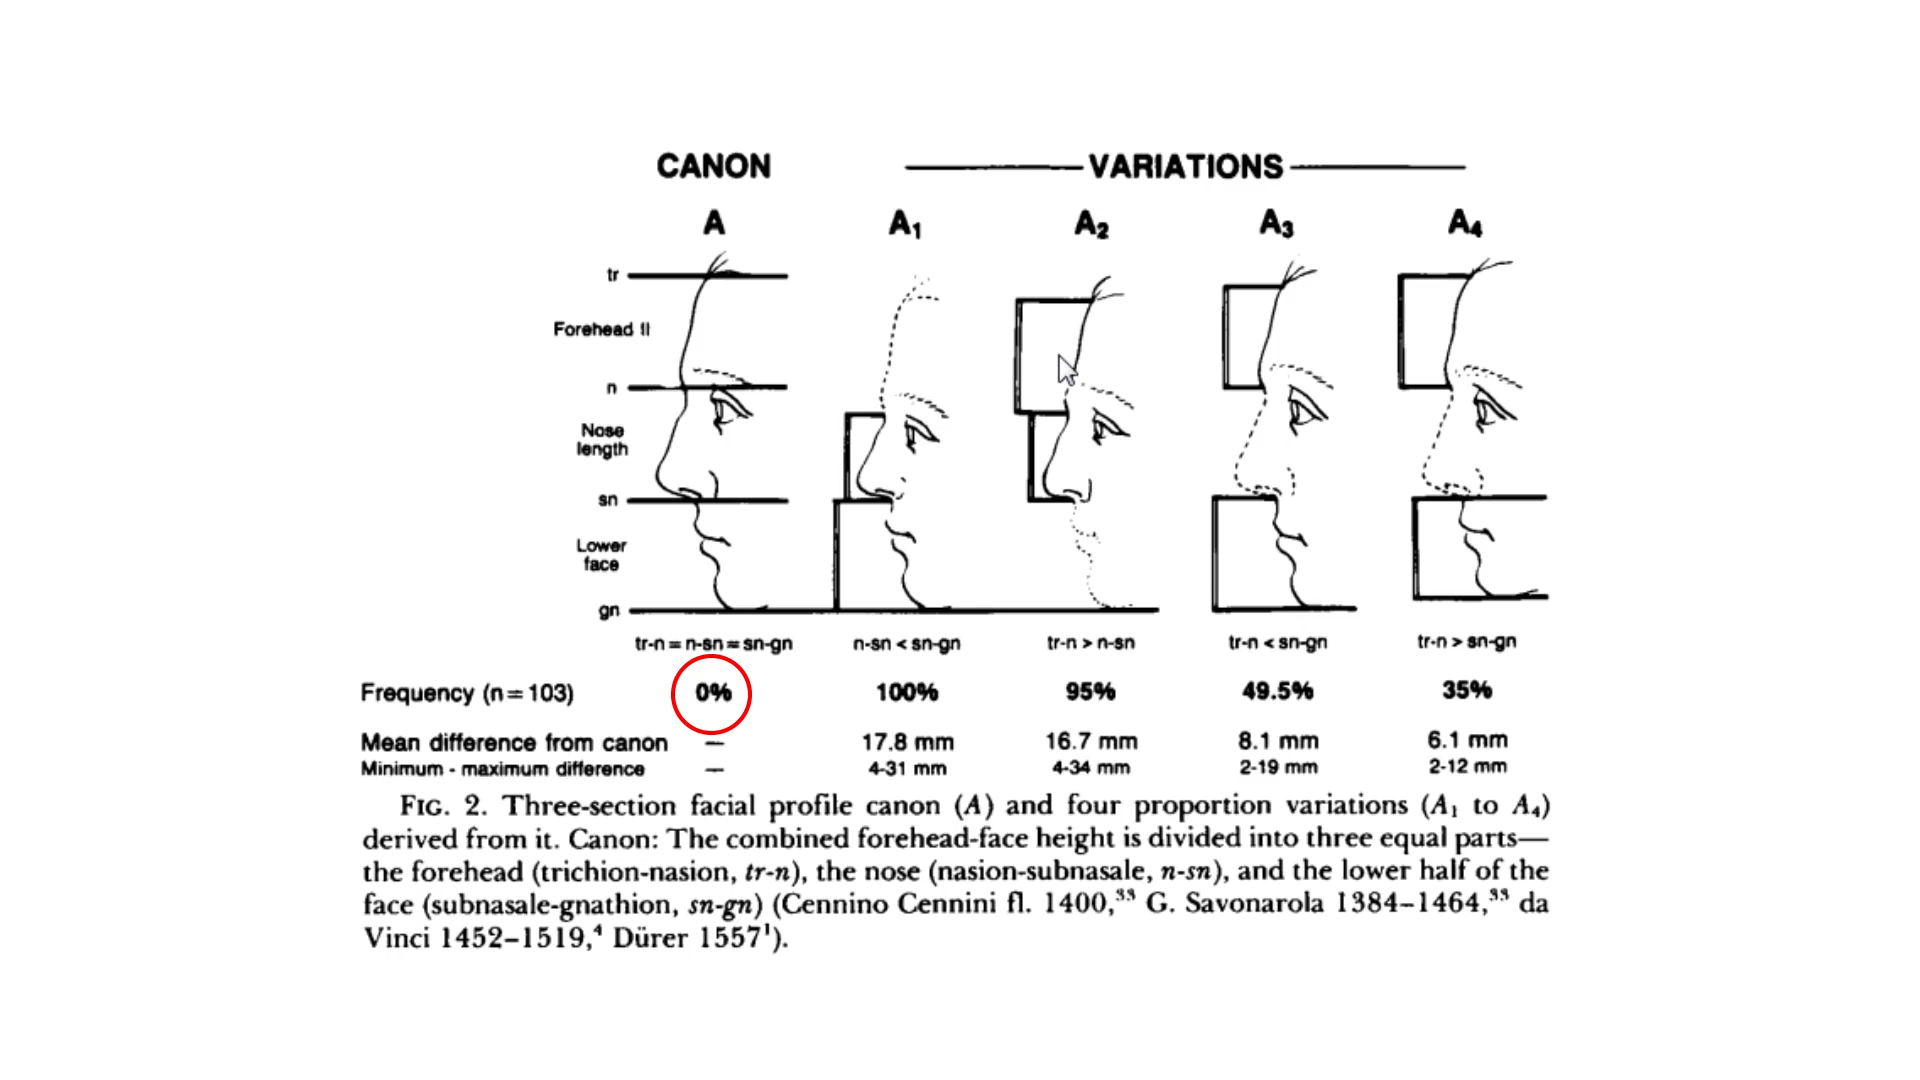 CANON VARIATIONS
A A₁ A₂ A₃ A₄
tr
Forehead II
n
Nose
length
sn
Lower
face
gn
tr-n = n-sn = sn-gn n-sn < sn-gn tr-n > n-sn tr-n < sn-gn tr-n > sn-gn
Frequency (n = 103) 0% 100% 95% 49.5% 35%
Mean difference from canon — 17.8 mm 16.7 mm 8.1 mm 6.1 mm
Minimum - maximum difference — 4-31 mm 4-34 mm 2-19 mm 2-12 mm
FIG. 2. Three-section facial profile canon (A) and four proportion variations (A₁ to A₄)
derived from it. Canon: The combined forehead-face height is divided into three equal parts—
the forehead (trichion-nasion, tr-n), the nose (nasion-subnasale, n-sn), and the lower half of the
face (subnasale-gnathion, sn-gn) (Cennino Cennini fl. 1400,³³ G. Savonarola 1384–1464,³³ da
Vinci 1452–1519,⁴ Dürer 1557¹).